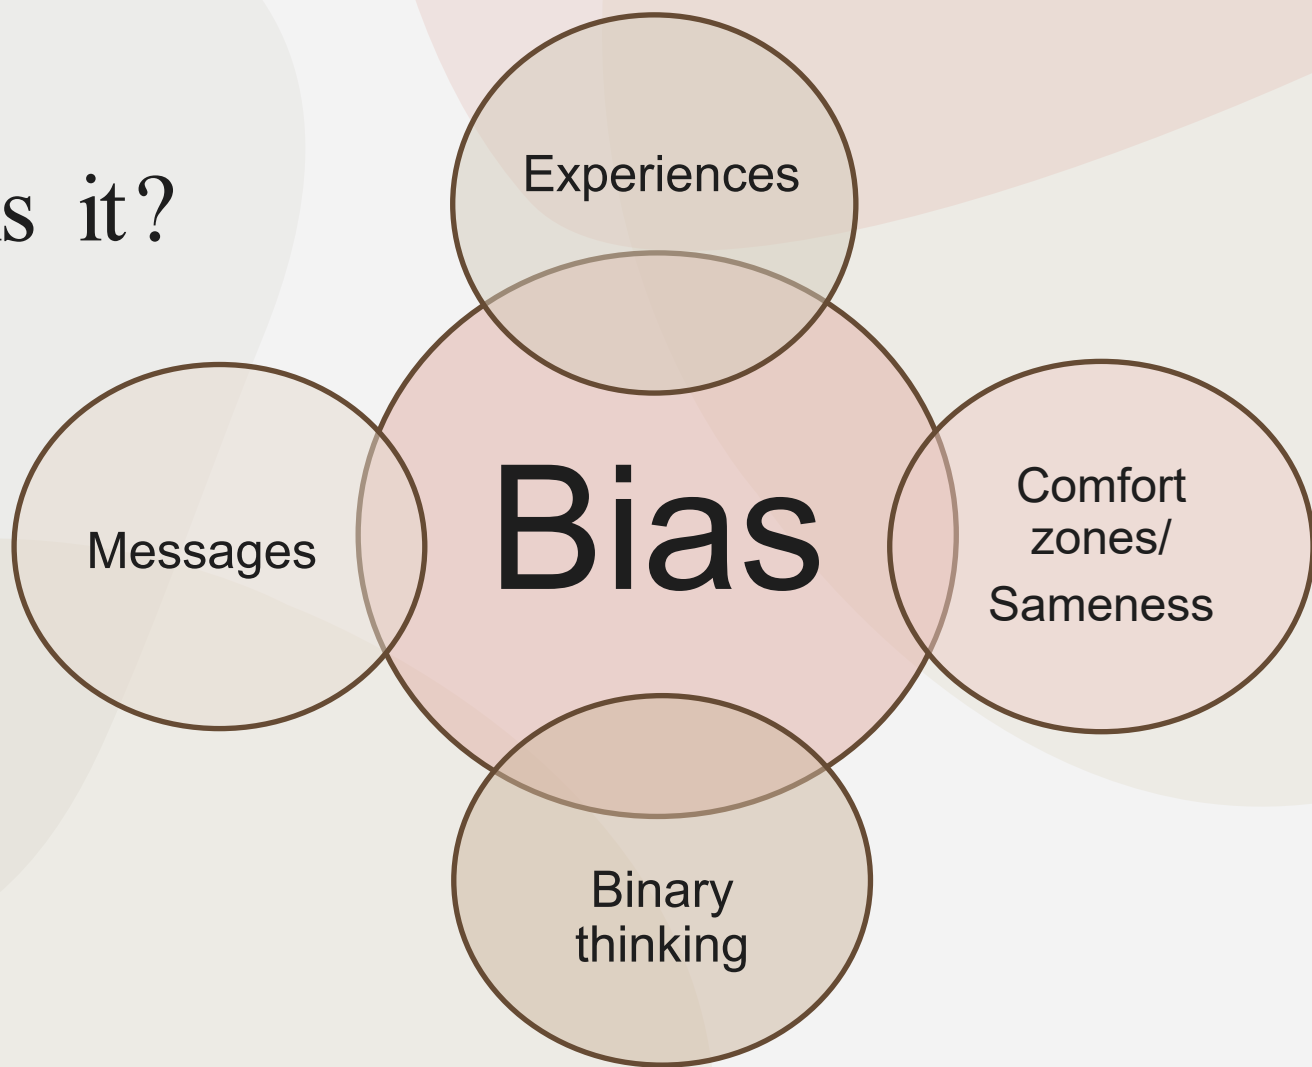 it?
Experiences
Messages
Bias
Comfort
zones/
Sameness
Binary
thinking